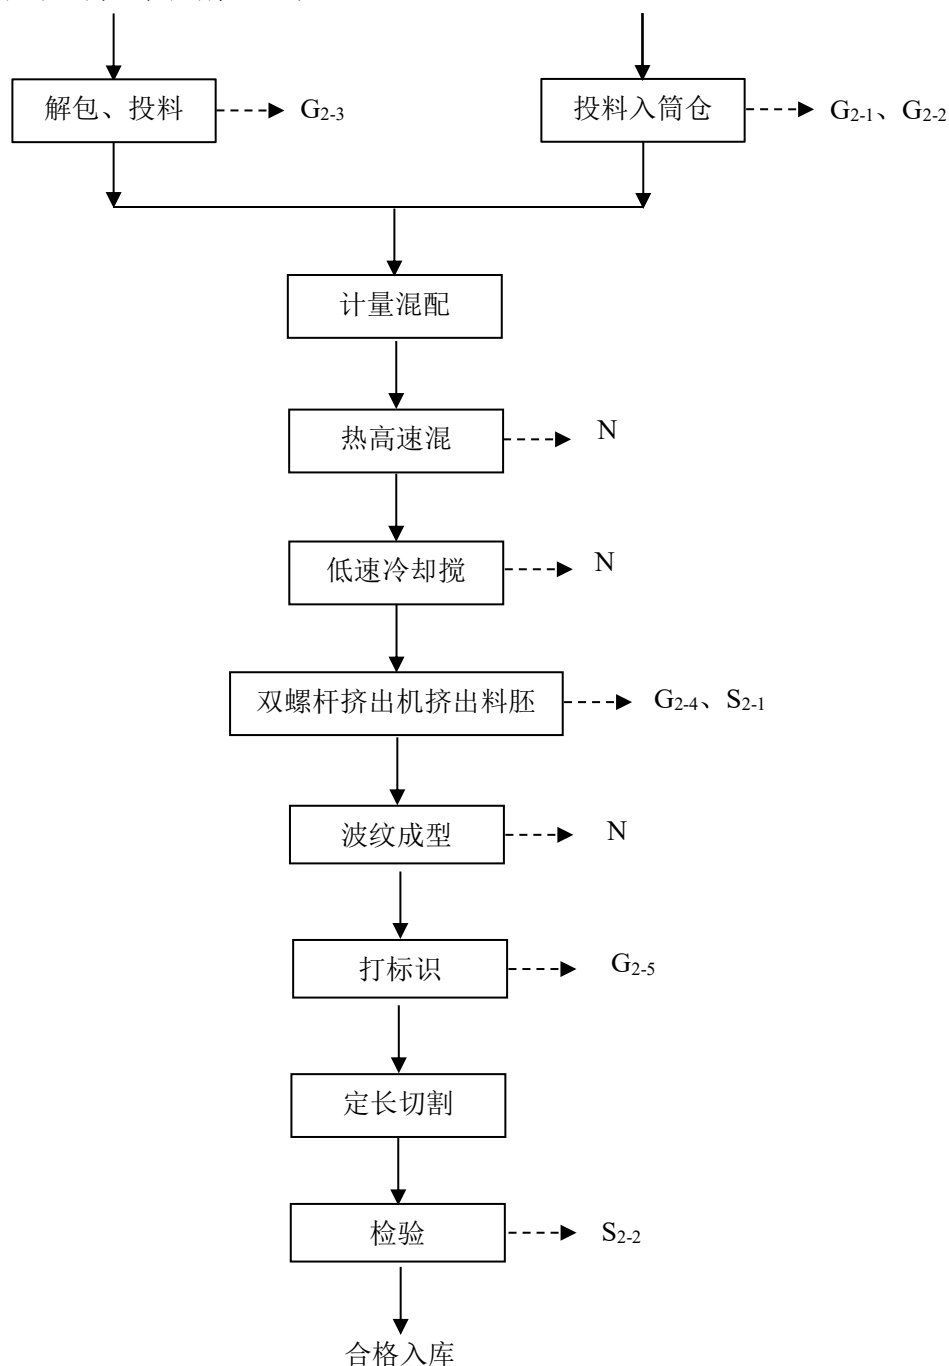 解包、投料
G2-3
投料入筒仓
G2-1、G2-2
计量混配
热高速混
N
低速冷却搅
N
双螺杆挤出机挤出料胚
G2-4、S2-1
波纹成型
N
打标识
G2-5
定长切割
检验
S2-2
合格入库